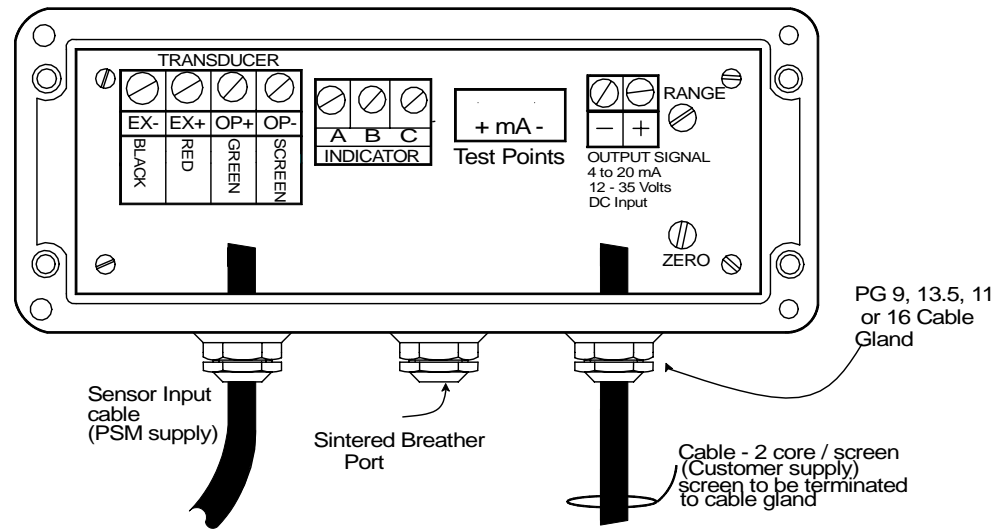 TRANSDUCER
EX- EX+ OP+ OP-
BLACK
RED
GREEN
SCREEN
A B C
INDICATOR
+ mA -
Test Points
RANGE
− +
OUTPUT SIGNAL
4 to 20 mA
12 - 35 Volts
DC Input
ZERO
PG 9, 13.5, 11
or 16 Cable
Gland
Sensor Input
cable
(PSM supply)
Sintered Breather
Port
Cable - 2 core / screen
(Customer supply)
screen to be terminated
to cable gland